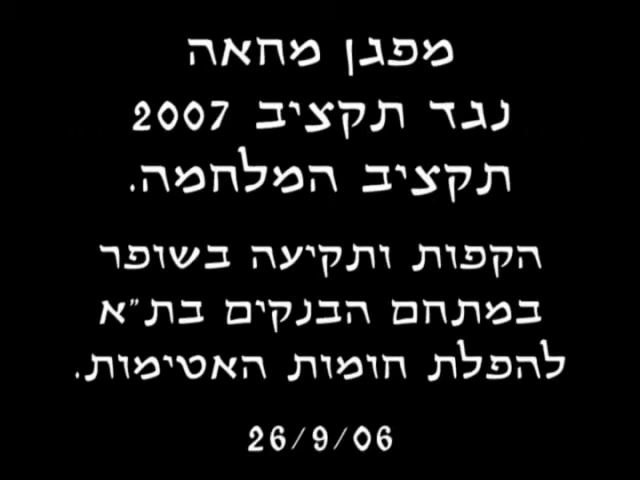 מפגן מחאה
נגד תקציב 2007
תקציב המלחמה.
הקפות ותקיעה בשופר
במתחם הבנקים בת"א
להפלת חומות האטימות.
26/9/06